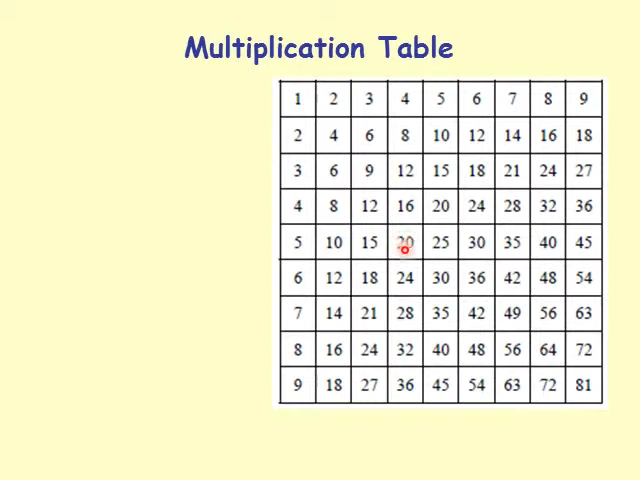 Multiplication Table
1 2 3 4 5 6 7 8 9
2 4 6 8 10 12 14 16 18
3 6 9 12 15 18 21 24 27
4 8 12 16 20 24 28 32 36
5 10 15 20 25 30 35 40 45
6 12 18 24 30 36 42 48 54
7 14 21 28 35 42 49 56 63
8 16 24 32 40 48 56 64 72
9 18 27 36 45 54 63 72 81